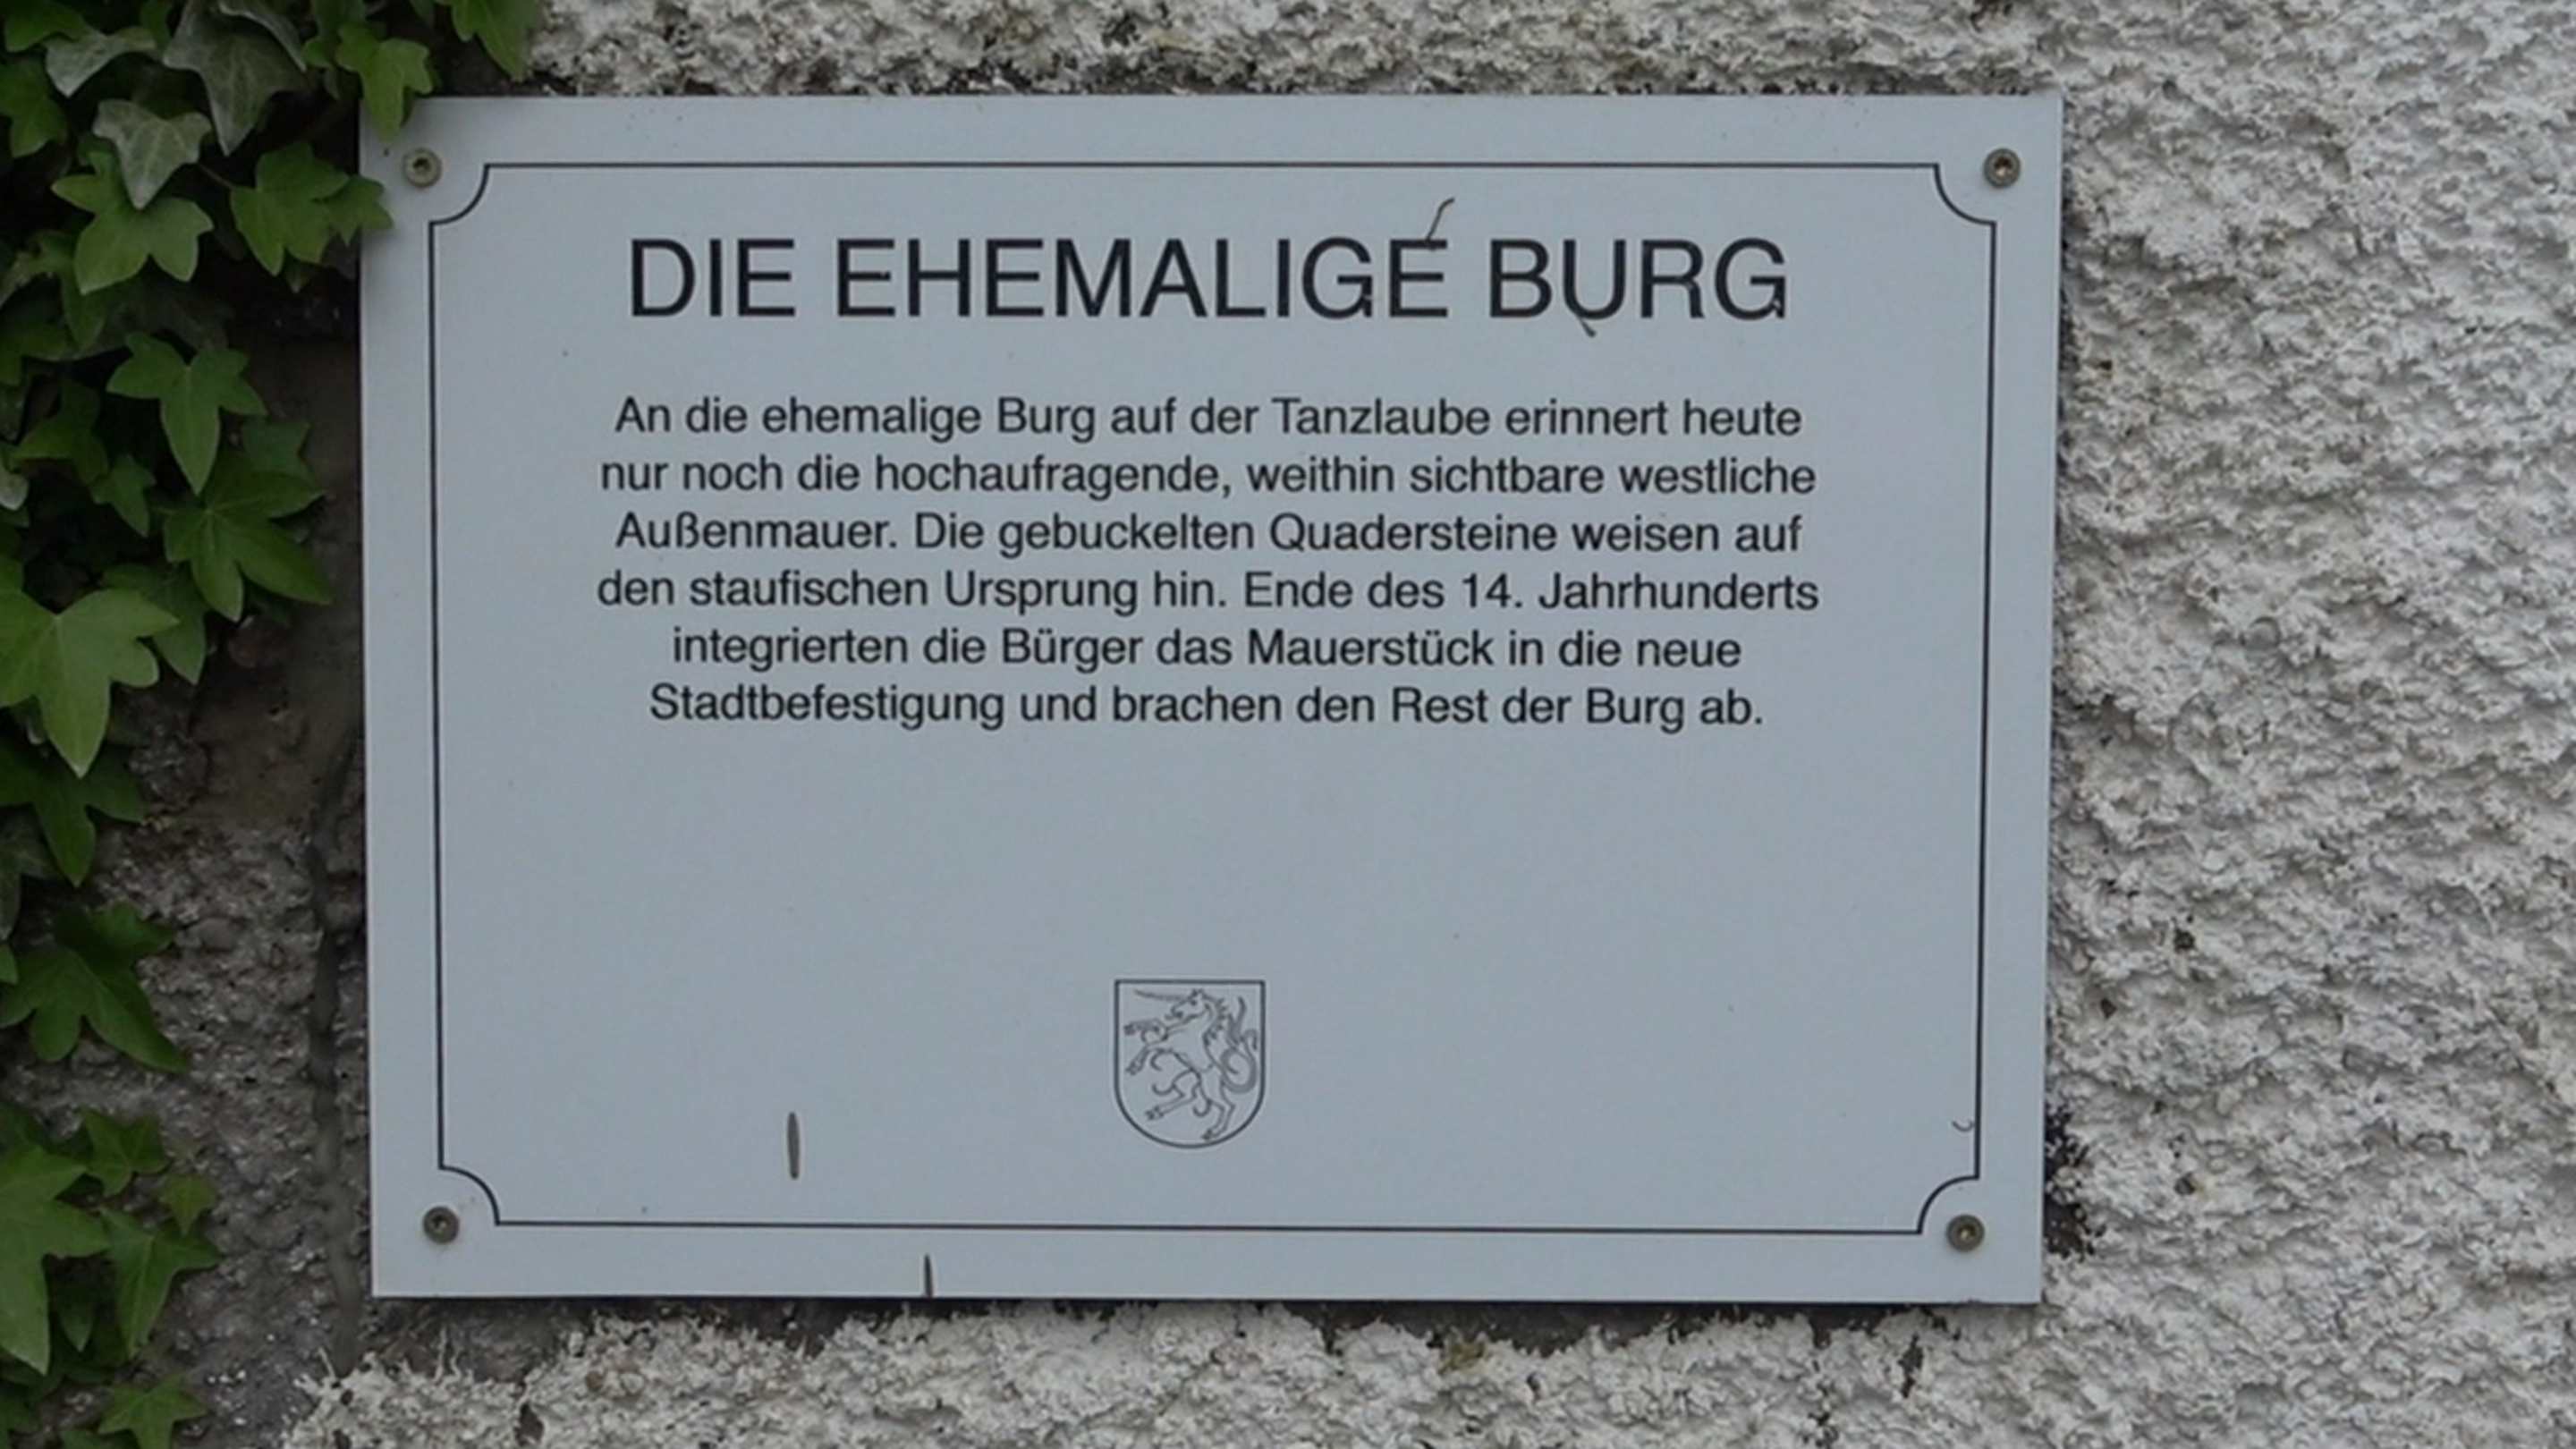 DIE EHEMALIGE BURG
An die ehemalige Burg auf der Tanzlaube erinnert heute
nur noch die hochaufragende, weithin sichtbare westliche
Außenmauer. Die gebuckelten Quadersteine weisen auf
den staufischen Ursprung hin. Ende des 14. Jahrhunderts
integrierten die Bürger das Mauerstück in die neue
Stadtbefestigung und brachen den Rest der Burg ab.